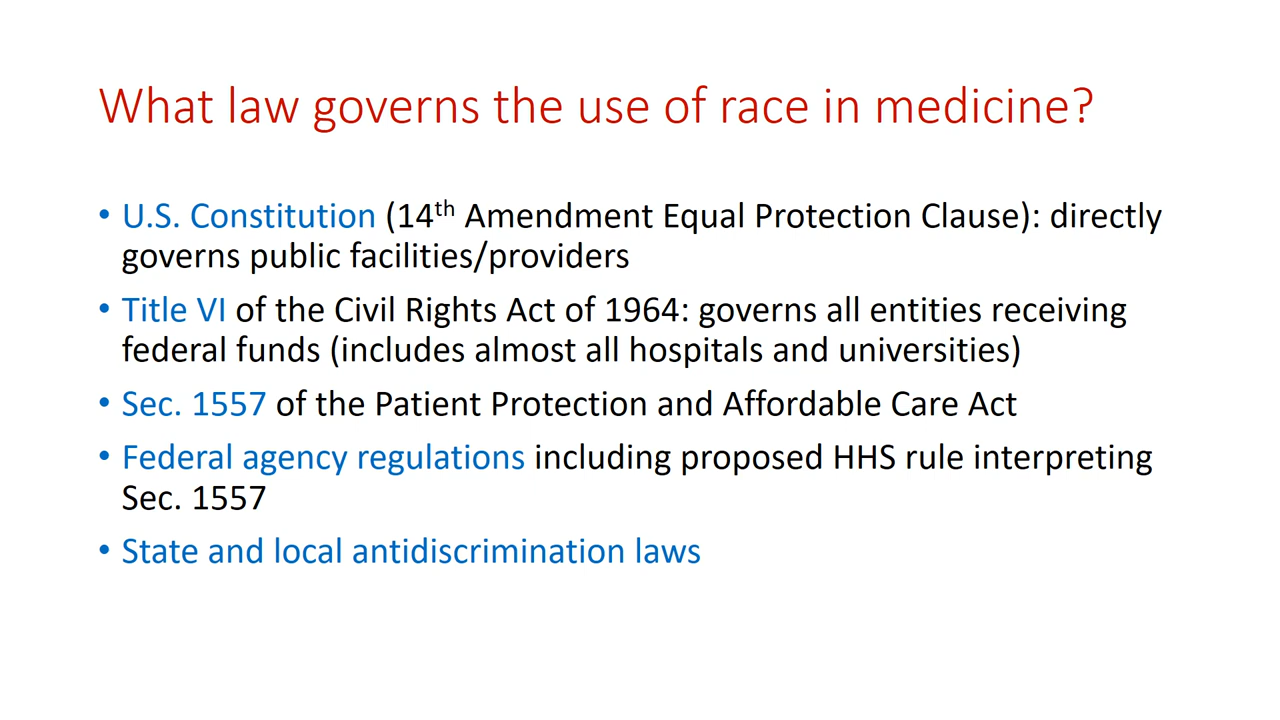 What law governs the use of race in medicine?
• U.S. Constitution (14th Amendment Equal Protection Clause): directly
governs public facilities/providers
• Title VI of the Civil Rights Act of 1964: governs all entities receiving
federal funds (includes almost all hospitals and universities)
• Sec. 1557 of the Patient Protection and Affordable Care Act
• Federal agency regulations including proposed HHS rule interpreting
Sec. 1557
• State and local antidiscrimination laws